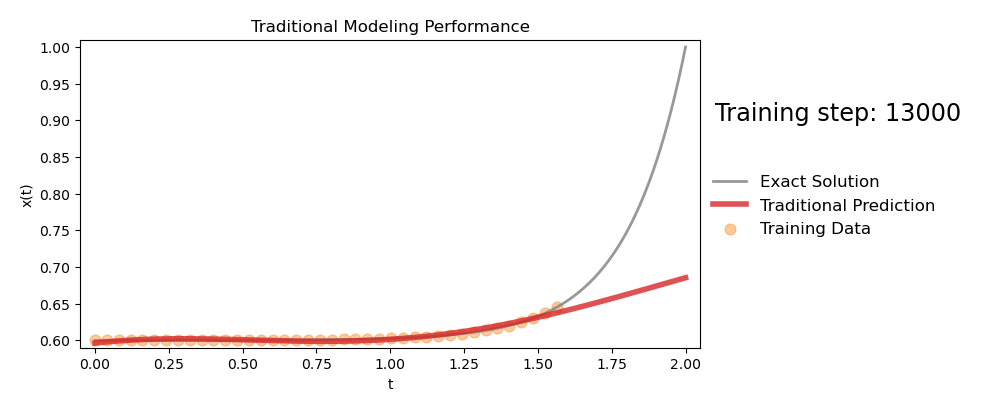 Traditional Modeling Performance
1.00
0.95
0.90
0.85
0.80
0.75
0.70
0.65
0.60
x(t)
0.00 0.25 0.50 0.75 1.00 1.25 1.50 1.75 2.00
t
Training step: 13000
Exact Solution
Traditional Prediction
Training Data